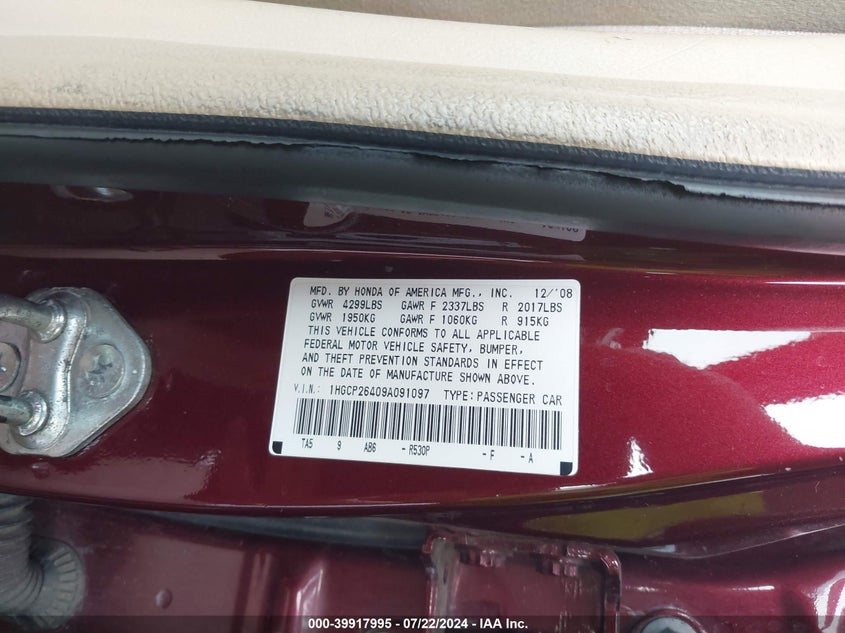 MFD. BY HONDA OF AMERICA MFG., INC. 12/'08
GVWR 4299LBS GAWR F 2337LBS R 2017LBS
GVWR 1950KG GAWR F 1060KG R 915KG
THIS VEHICLE CONFORMS TO ALL APPLICABLE
FEDERAL MOTOR VEHICLE SAFETY, BUMPER,
AND THEFT PREVENTION STANDARDS IN EFFECT
ON THE DATE OF MANUFACTURE SHOWN ABOVE.
V.I.N.: 1HGCP26409A091097 TYPE: PASSENGER CAR
TA5 9 AB6 - R530P - F - A
000-39917995 - 07/22/2024 - IAA Inc.